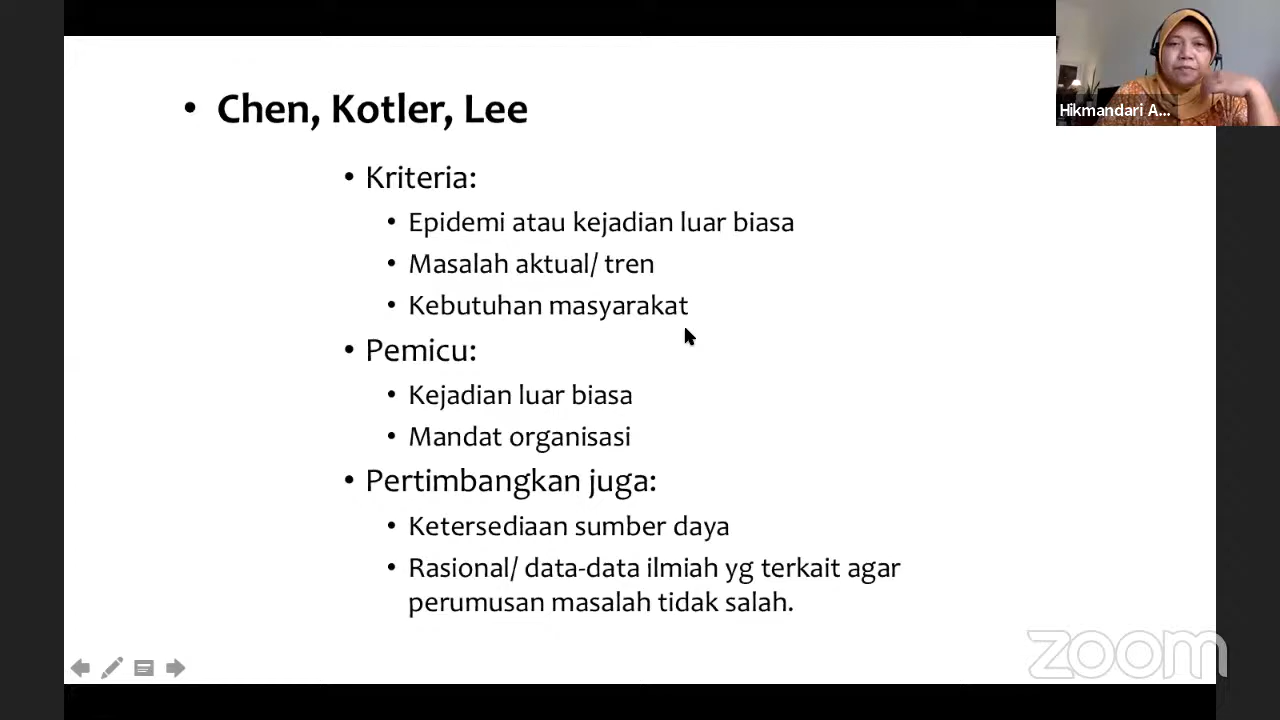 • Chen, Kotler, Lee
Hikmandari A...
• Kriteria:
• Epidemi atau kejadian luar biasa
• Masalah aktual/ tren
• Kebutuhan masyarakat
• Pemicu:
• Kejadian luar biasa
• Mandat organisasi
• Pertimbangkan juga:
• Ketersediaan sumber daya
• Rasional/ data-data ilmiah yg terkait agar
perumusan masalah tidak salah.
zoom